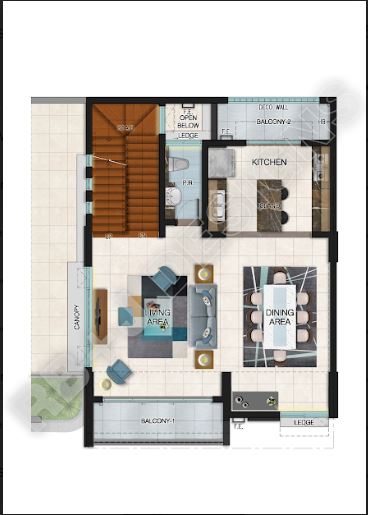 F.E.
OPEN
BELOW
LEDGE
DECO WALL
BALCONY-2
F.E.
KITCHEN
P.R.
CANOPY
LIVING
AREA
DINING
AREA
BALCONY-1
F.E.
LEDGE